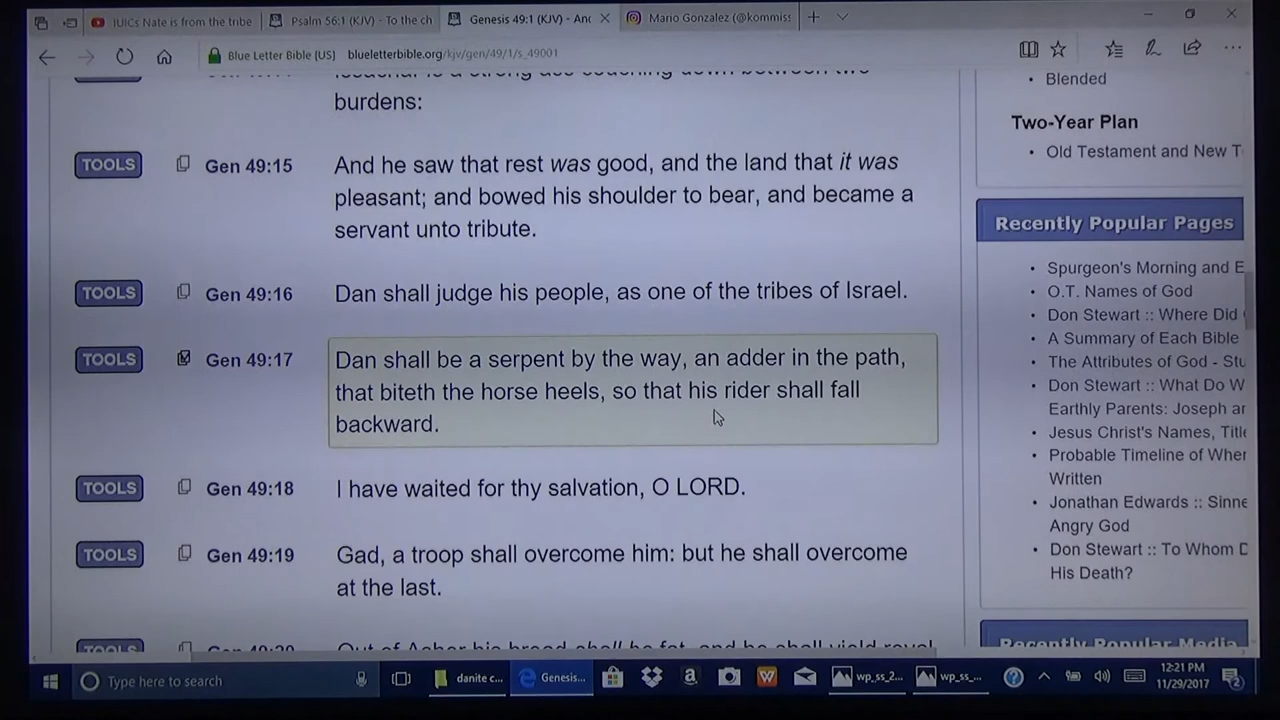 IUICs Nate is from the tribe
Psalm 56:1 (KJV) - To the ch
Genesis 49:1 (KJV) - And
Mario Gonzalez (@kommiss
Blue Letter Bible [US]
blueletterbible.org/kjv/gen/49/1/s_49001
burdens:
TOOLS
Gen 49:15
And he saw that rest was good, and the land that it was
pleasant; and bowed his shoulder to bear, and became a
servant unto tribute.
TOOLS
Gen 49:16
Dan shall judge his people, as one of the tribes of Israel.
TOOLS
Gen 49:17
Dan shall be a serpent by the way, an adder in the path,
that biteth the horse heels, so that his rider shall fall
backward.
TOOLS
Gen 49:18
I have waited for thy salvation, O LORD.
TOOLS
Gen 49:19
Gad, a troop shall overcome him: but he shall overcome
at the last.
Blended
Two-Year Plan
Old Testament and New T
Recently Popular Pages
Spurgeon's Morning and E
O.T. Names of God
Don Stewart :: Where Did
A Summary of Each Bible
The Attributes of God - Stu
Don Stewart :: What Do W
Earthly Parents: Joseph an
Jesus Christ's Names, Title
Probable Timeline of When
Written
Jonathan Edwards :: Sinne
Angry God
Don Stewart :: To Whom D
His Death?
Recently Popular Media
Type here to search
danite c...
Genesis...
wp_ss_2...
wp_ss_...
12:21 PM
11/29/2017